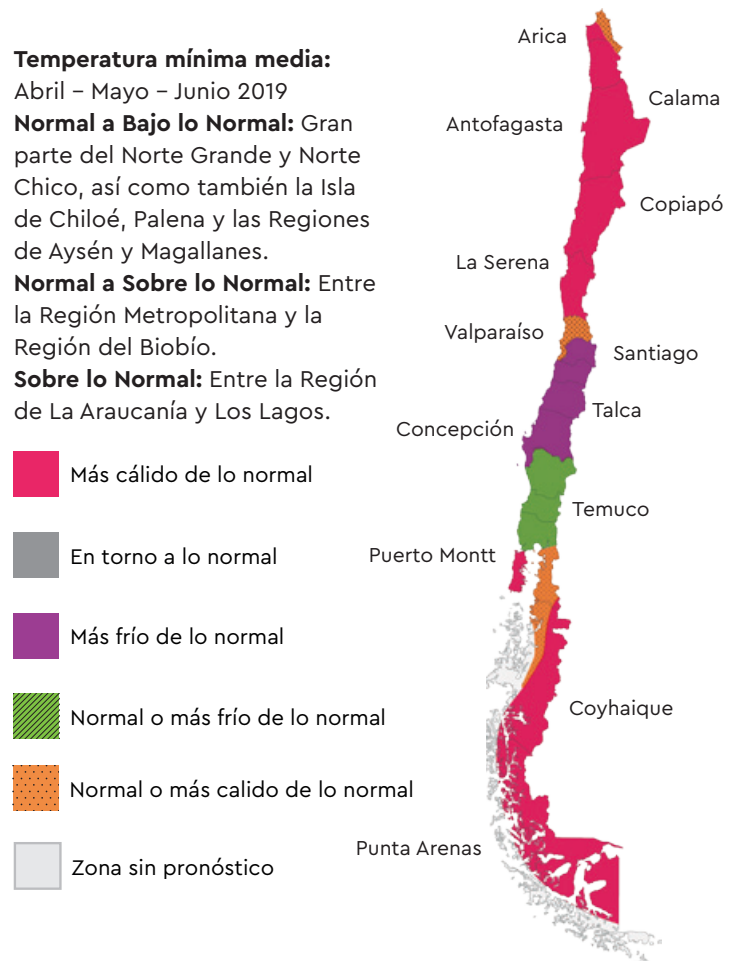 Temperatura mínima media:
Abril – Mayo – Junio 2019
Normal a Bajo lo Normal: Gran
parte del Norte Grande y Norte
Chico, así como también la Isla
de Chiloé, Palena y las Regiones
de Aysén y Magallanes.
Normal a Sobre lo Normal: Entre
la Región Metropolitana y la
Región del Biobío.
Sobre lo Normal: Entre la Región
de La Araucanía y Los Lagos.
Más cálido de lo normal
En torno a lo normal
Más frío de lo normal
Normal o más frío de lo normal
Normal o más calido de lo normal
Zona sin pronóstico
Arica
Calama
Antofagasta
Copiapó
La Serena
Valparaíso
Santiago
Talca
Concepción
Temuco
Puerto Montt
Coyhaique
Punta Arenas